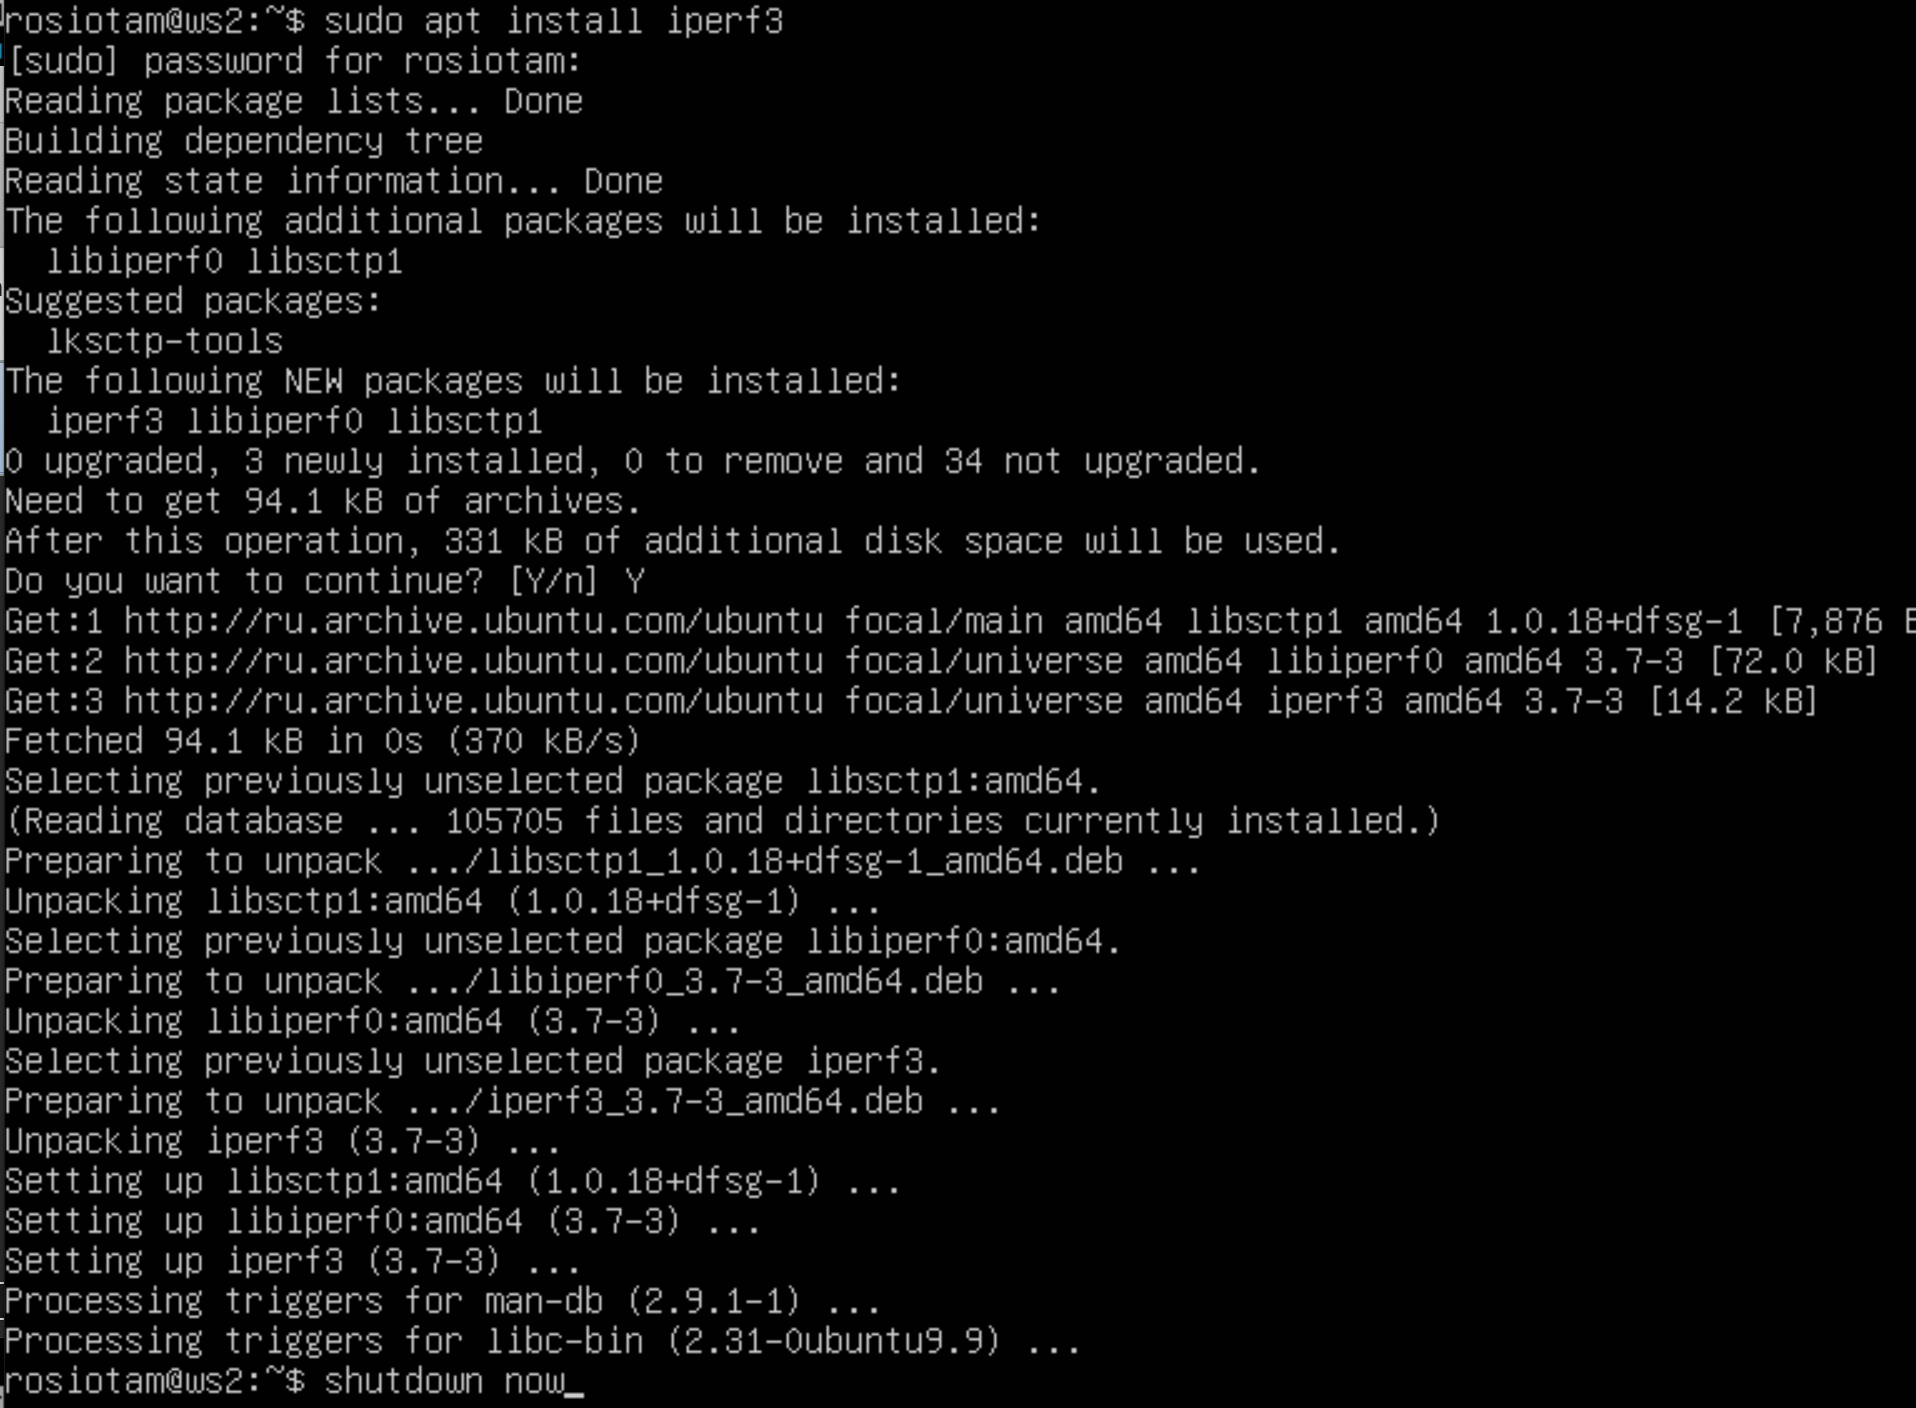 rosiotam@ws2:~$ sudo apt install iperf3
[sudo] password for rosiotam:
Reading package lists... Done
Building dependency tree
Reading state information... Done
The following additional packages will be installed:
  libiperf0 libsctp1
Suggested packages:
  lksctp-tools
The following NEW packages will be installed:
  iperf3 libiperf0 libsctp1
0 upgraded, 3 newly installed, 0 to remove and 34 not upgraded.
Need to get 94.1 kB of archives.
After this operation, 331 kB of additional disk space will be used.
Do you want to continue? [Y/n] Y
Get:1 http://ru.archive.ubuntu.com/ubuntu focal/main amd64 libsctp1 amd64 1.0.18+dfsg-1 [7,876 B
Get:2 http://ru.archive.ubuntu.com/ubuntu focal/universe amd64 libiperf0 amd64 3.7-3 [72.0 kB]
Get:3 http://ru.archive.ubuntu.com/ubuntu focal/universe amd64 iperf3 amd64 3.7-3 [14.2 kB]
Fetched 94.1 kB in 0s (370 kB/s)
Selecting previously unselected package libsctp1:amd64.
(Reading database ... 105705 files and directories currently installed.)
Preparing to unpack .../libsctp1_1.0.18+dfsg-1_amd64.deb ...
Unpacking libsctp1:amd64 (1.0.18+dfsg-1) ...
Selecting previously unselected package libiperf0:amd64.
Preparing to unpack .../libiperf0_3.7-3_amd64.deb ...
Unpacking libiperf0:amd64 (3.7-3) ...
Selecting previously unselected package iperf3.
Preparing to unpack .../iperf3_3.7-3_amd64.deb ...
Unpacking iperf3 (3.7-3) ...
Setting up libsctp1:amd64 (1.0.18+dfsg-1) ...
Setting up libiperf0:amd64 (3.7-3) ...
Setting up iperf3 (3.7-3) ...
Processing triggers for man-db (2.9.1-1) ...
Processing triggers for libc-bin (2.31-0ubuntu9.9) ...
rosiotam@ws2:~$ shutdown now_